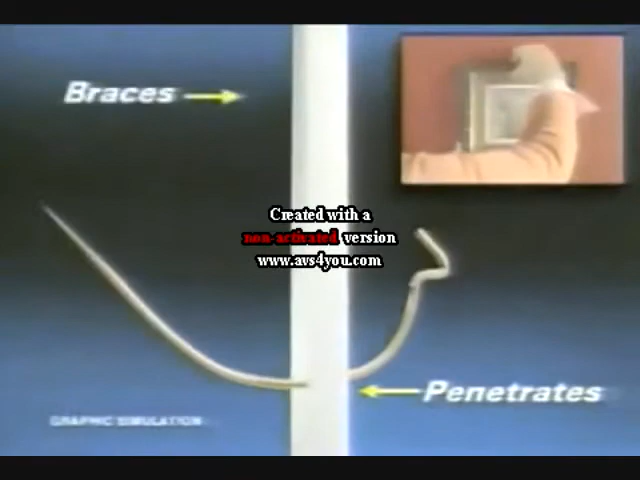 Braces
Created with a
non-activated version
www.avs4you.com
Penetrates
GRAPHIC SIMULATION